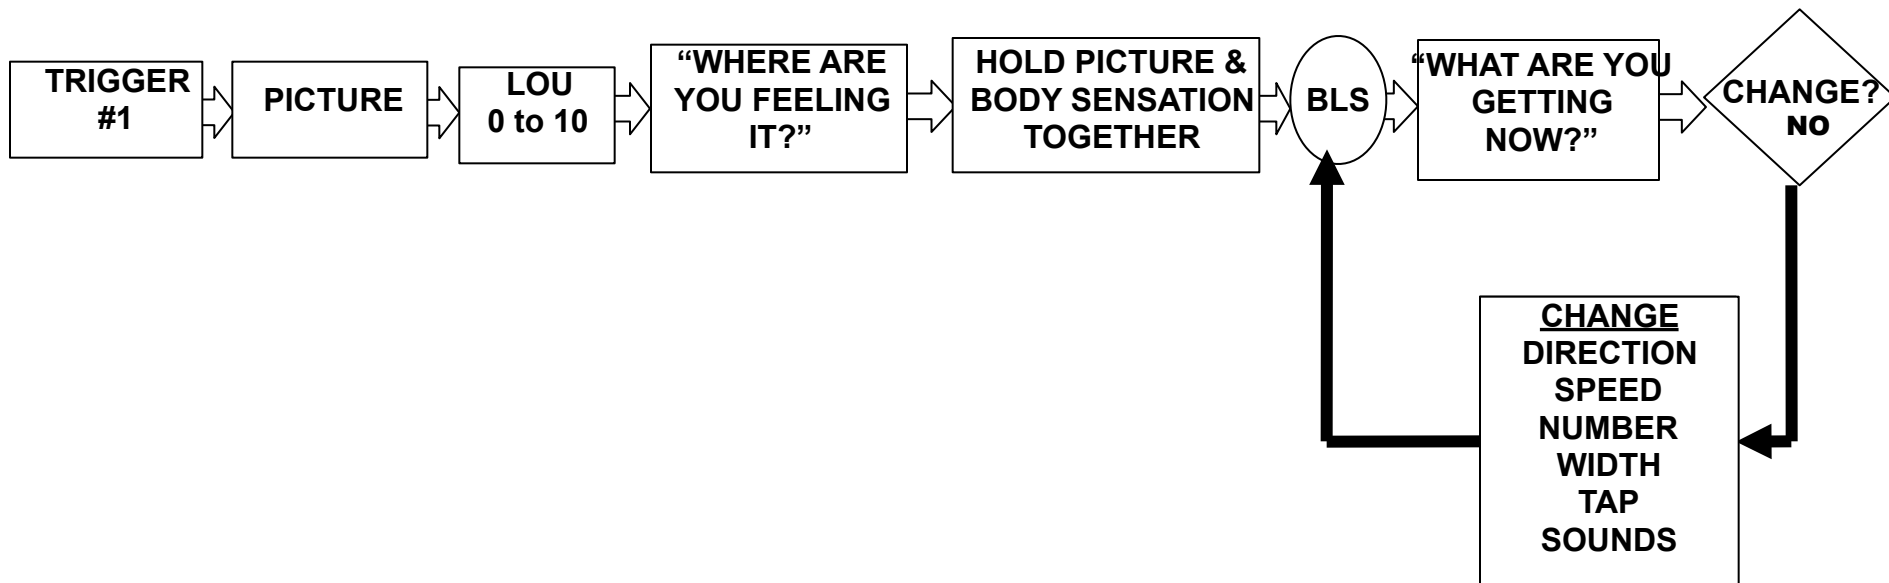 TRIGGER
#1
PICTURE
LOU
0 to 10
“WHERE ARE
YOU FEELING
IT?”
HOLD PICTURE &
BODY SENSATION
TOGETHER
BLS
“WHAT ARE YOU
GETTING
NOW?”
CHANGE?
NO
CHANGE
DIRECTION
SPEED
NUMBER
WIDTH
TAP
SOUNDS